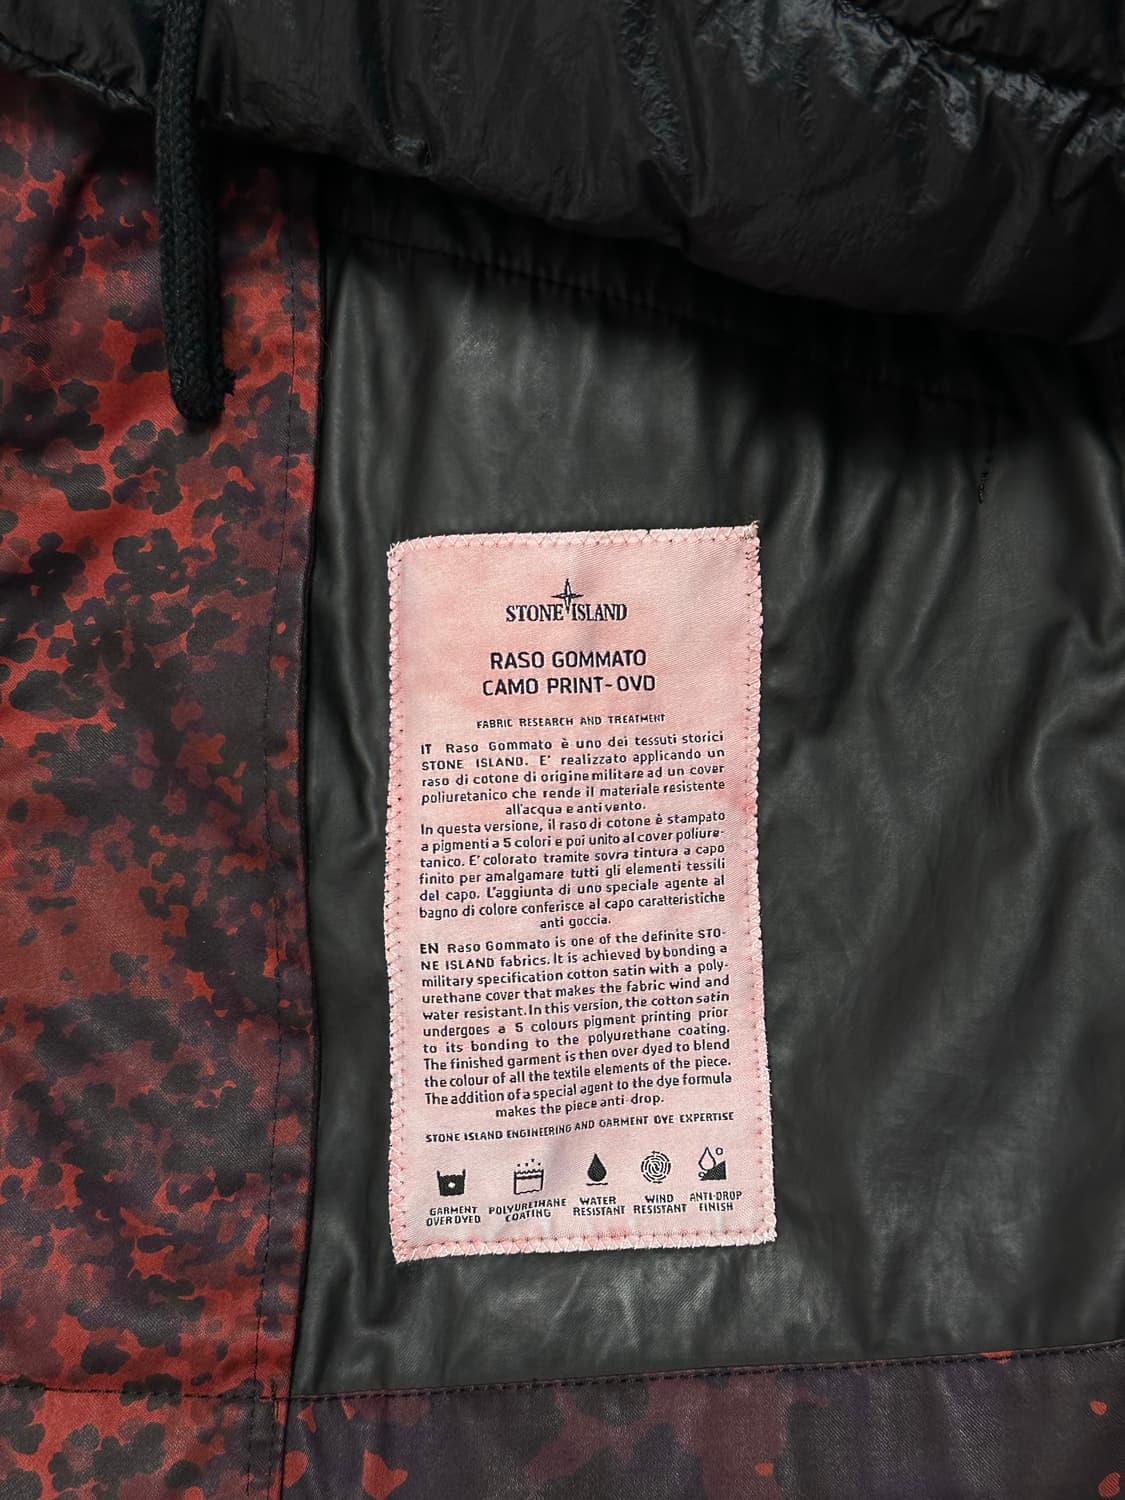 STONE ISLAND
RASO GOMMATO
CAMO PRINT-OVD
FABRIC RESEARCH AND TREATMENT
IT Raso Gommato è uno dei tessuti storici
STONE ISLAND. E' realizzato applicando un
raso di cotone di origine militare ad un cover
poliuretanico che rende il materiale resistente
all'acqua e anti vento.
In questa versione, il raso di cotone è stampato
a pigmenti a 5 colori e poi unito al cover poliure-
tanico. E' colorato tramite sovra tintura a capo
finito per amalgamare tutti gli elementi tessili
del capo. L'aggiunta di uno speciale agente al
bagno di colore conferisce al capo caratteristiche
anti goccia.
EN Raso Gommato is one of the definite STO-
NE ISLAND fabrics. It is achieved by bonding a
military specification cotton satin with a poly-
urethane cover that makes the fabric wind and
water resistant. In this version, the cotton satin
undergoes a 5 colours pigment printing prior
to its bonding to the polyurethane coating.
The finished garment is then over dyed to blend
the colour of all the textile elements of the piece.
The addition of a special agent to the dye formula
makes the piece anti-drop.
STONE ISLAND ENGINEERING AND GARMENT DYE EXPERTISE
GARMENT OVERDYED
POLYURETHANE COATING
WATER RESISTANT
WIND RESISTANT
ANTI-DROP FINISH